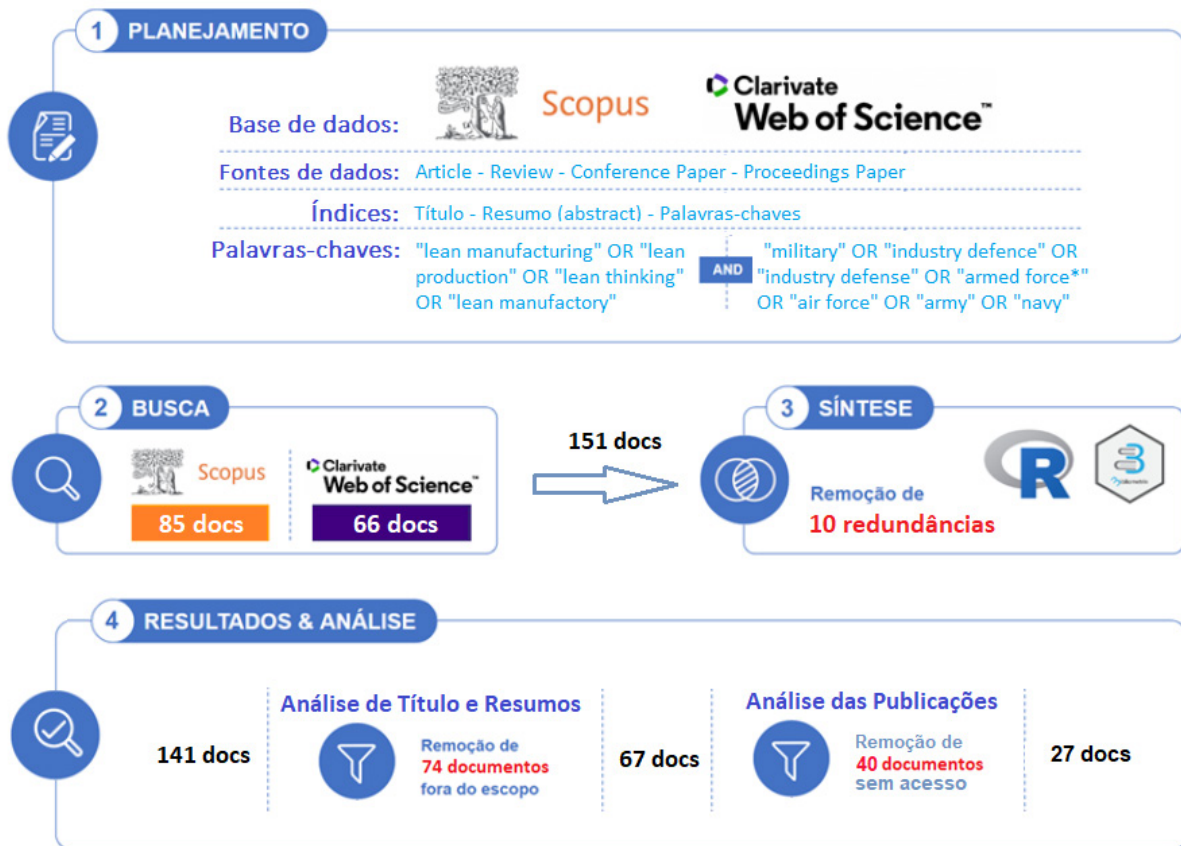 1 PLANEJAMENTO
Base de dados: Scopus Clarivate Web of Science™
Fontes de dados: Article - Review - Conference Paper - Proceedings Paper
Índices: Título - Resumo (abstract) - Palavras-chaves
Palavras-chaves: "lean manufacturing" OR "lean
production" OR "lean thinking"
OR "lean manufactory"
AND
"military" OR "industry defence" OR
"industry defense" OR "armed force*"
OR "air force" OR "army" OR "navy"
2 BUSCA
Scopus
85 docs
Clarivate
Web of Science™
66 docs
151 docs
3 SÍNTESE
R
Remoção de
10 redundâncias
4 RESULTADOS & ANÁLISE
141 docs
Análise de Título e Resumos
Remoção de
74 documentos
fora do escopo
67 docs
Análise das Publicações
Remoção de
40 documentos
sem acesso
27 docs